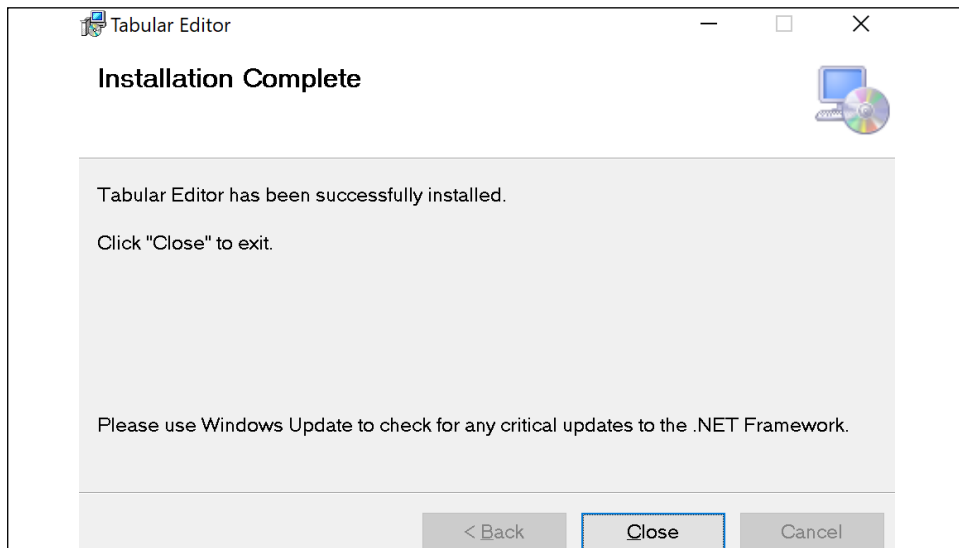 Tabular Editor
Installation Complete
Tabular Editor has been successfully installed.
Click "Close" to exit.
Please use Windows Update to check for any critical updates to the .NET Framework.
< Back
Close
Cancel